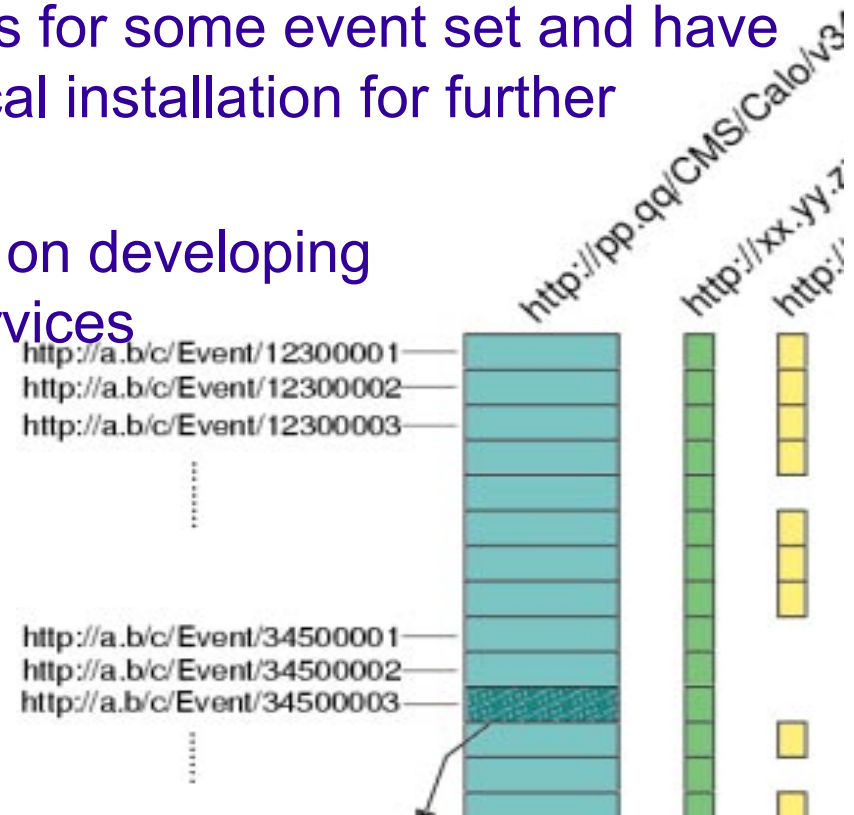 s for some event set and have
cal installation for further
on developing
vices
http://pp.qq/CMS/Calo/v34
http://xx.yy.z
http:/
http://a.b/c/Event/12300001
http://a.b/c/Event/12300002
http://a.b/c/Event/12300003
http://a.b/c/Event/34500001
http://a.b/c/Event/34500002
http://a.b/c/Event/34500003